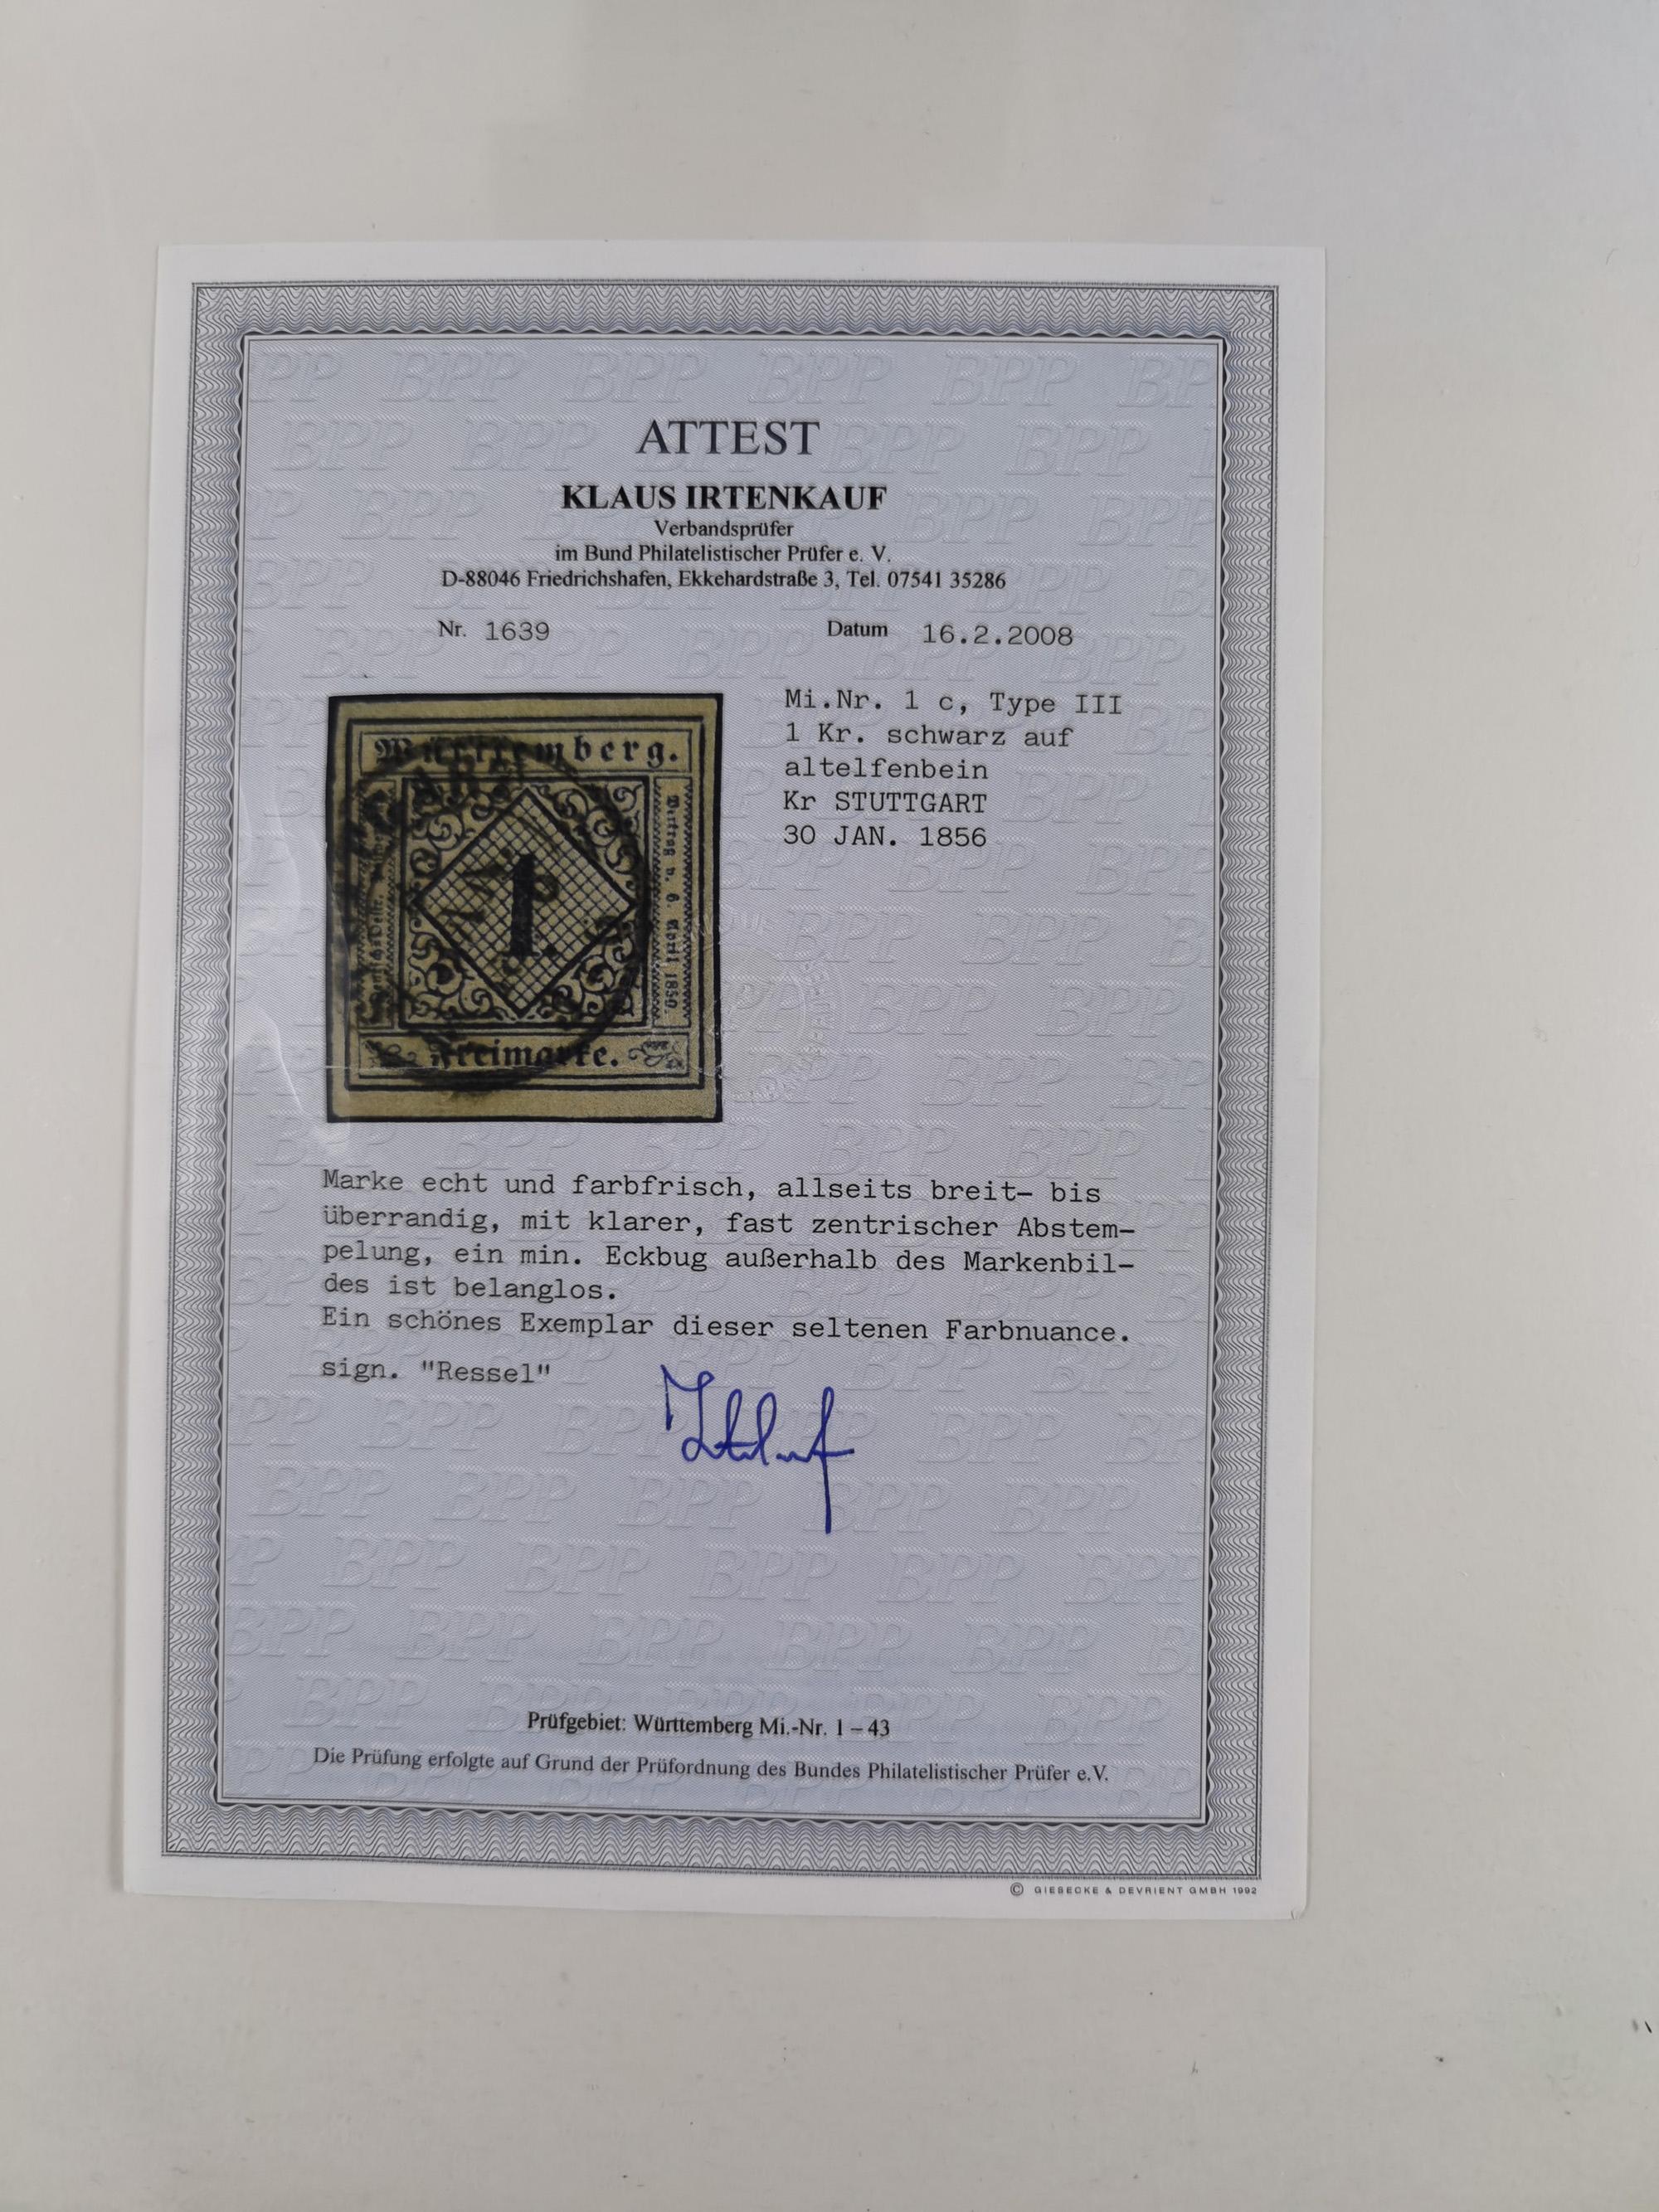 ATTEST
KLAUS IRTENKAUF
Verbandsprüfer
im Bund Philatelistischer Prüfer e. V.
D-88046 Friedrichshafen, Ekkehardstraße 3, Tel. 07541 35286
Nr. 1639 Datum 16.2.2008
Mi.Nr. 1 c, Type III
1 Kr. schwarz auf
altelfenbein
Kr STUTTGART
30 JAN. 1856
Württemberg.
1
Vertrag v. 6. April 1850.
Freimarke.
Marke echt und farbfrisch, allseits breit- bis
überrandig, mit klarer, fast zentrischer Abstem-
pelung, ein min. Eckbug außerhalb des Markenbil-
des ist belanglos.
Ein schönes Exemplar dieser seltenen Farbnuance.
sign. "Ressel"
Prüfgebiet: Württemberg Mi.-Nr. 1 – 43
Die Prüfung erfolgte auf Grund der Prüfordnung des Bundes Philatelistischer Prüfer e.V.
© GIESECKE & DEVRIENT GMBH 1992